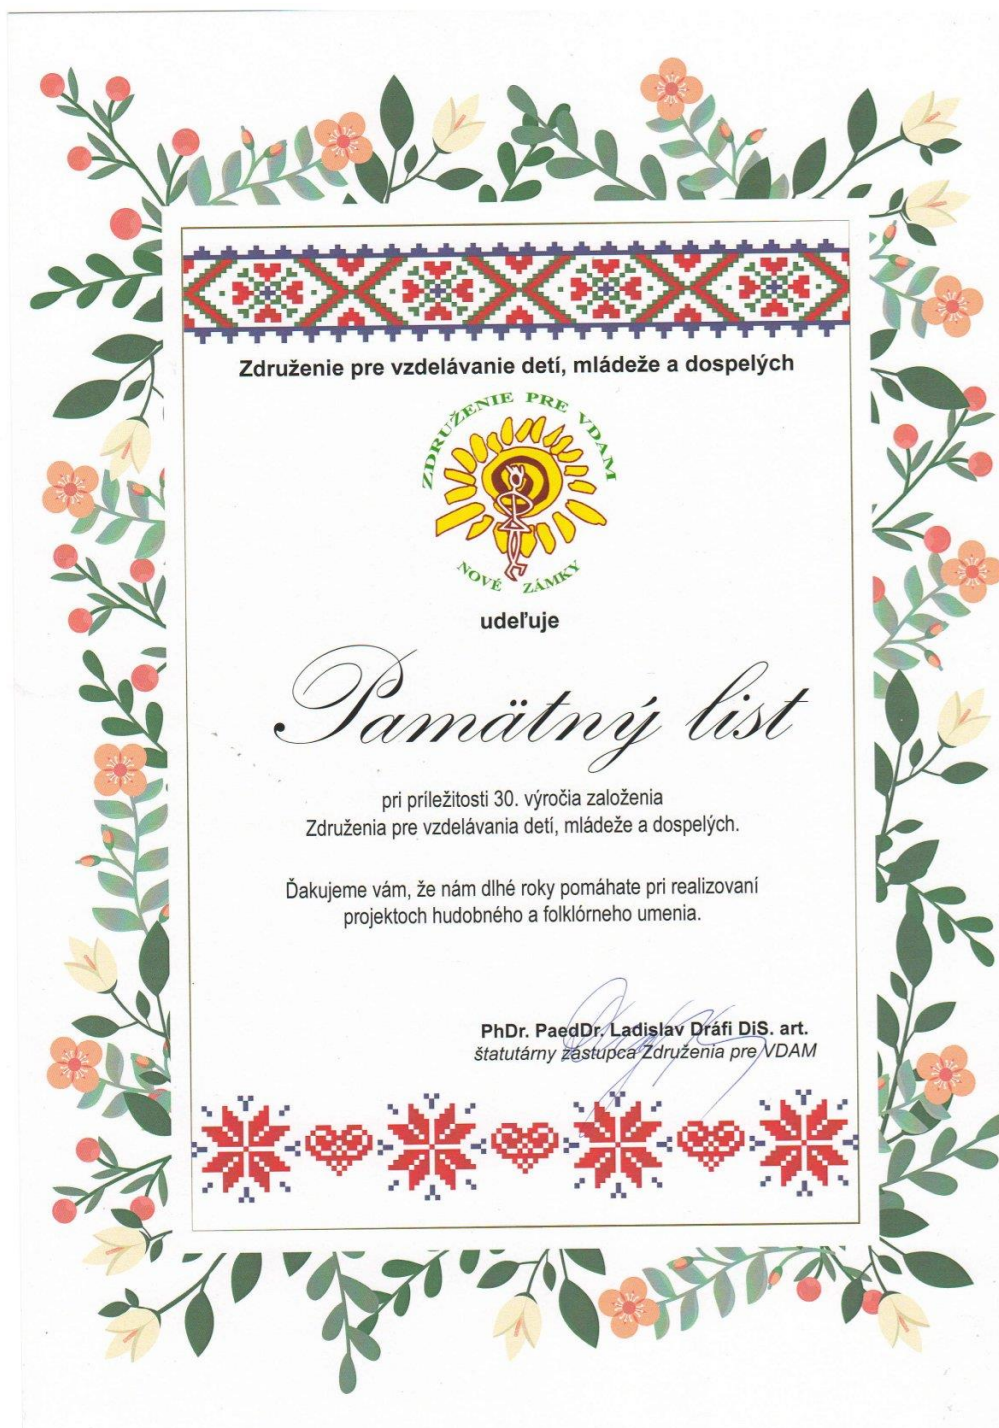 Združenie pre vzdelávanie detí, mládeže a dospelých
ZDRUŽENIE PRE VDAM
NOVÉ ZÁMKY
udeľuje
Pamätný list
pri príležitosti 30. výročia založenia
Združenia pre vzdelávania detí, mládeže a dospelých.
Ďakujeme vám, že nám dlhé roky pomáhate pri realizovaní
projektoch hudobného a folklórneho umenia.
PhDr. PaedDr. Ladislav Dráfi DiS. art.
štatutárny zástupca Združenia pre VDAM